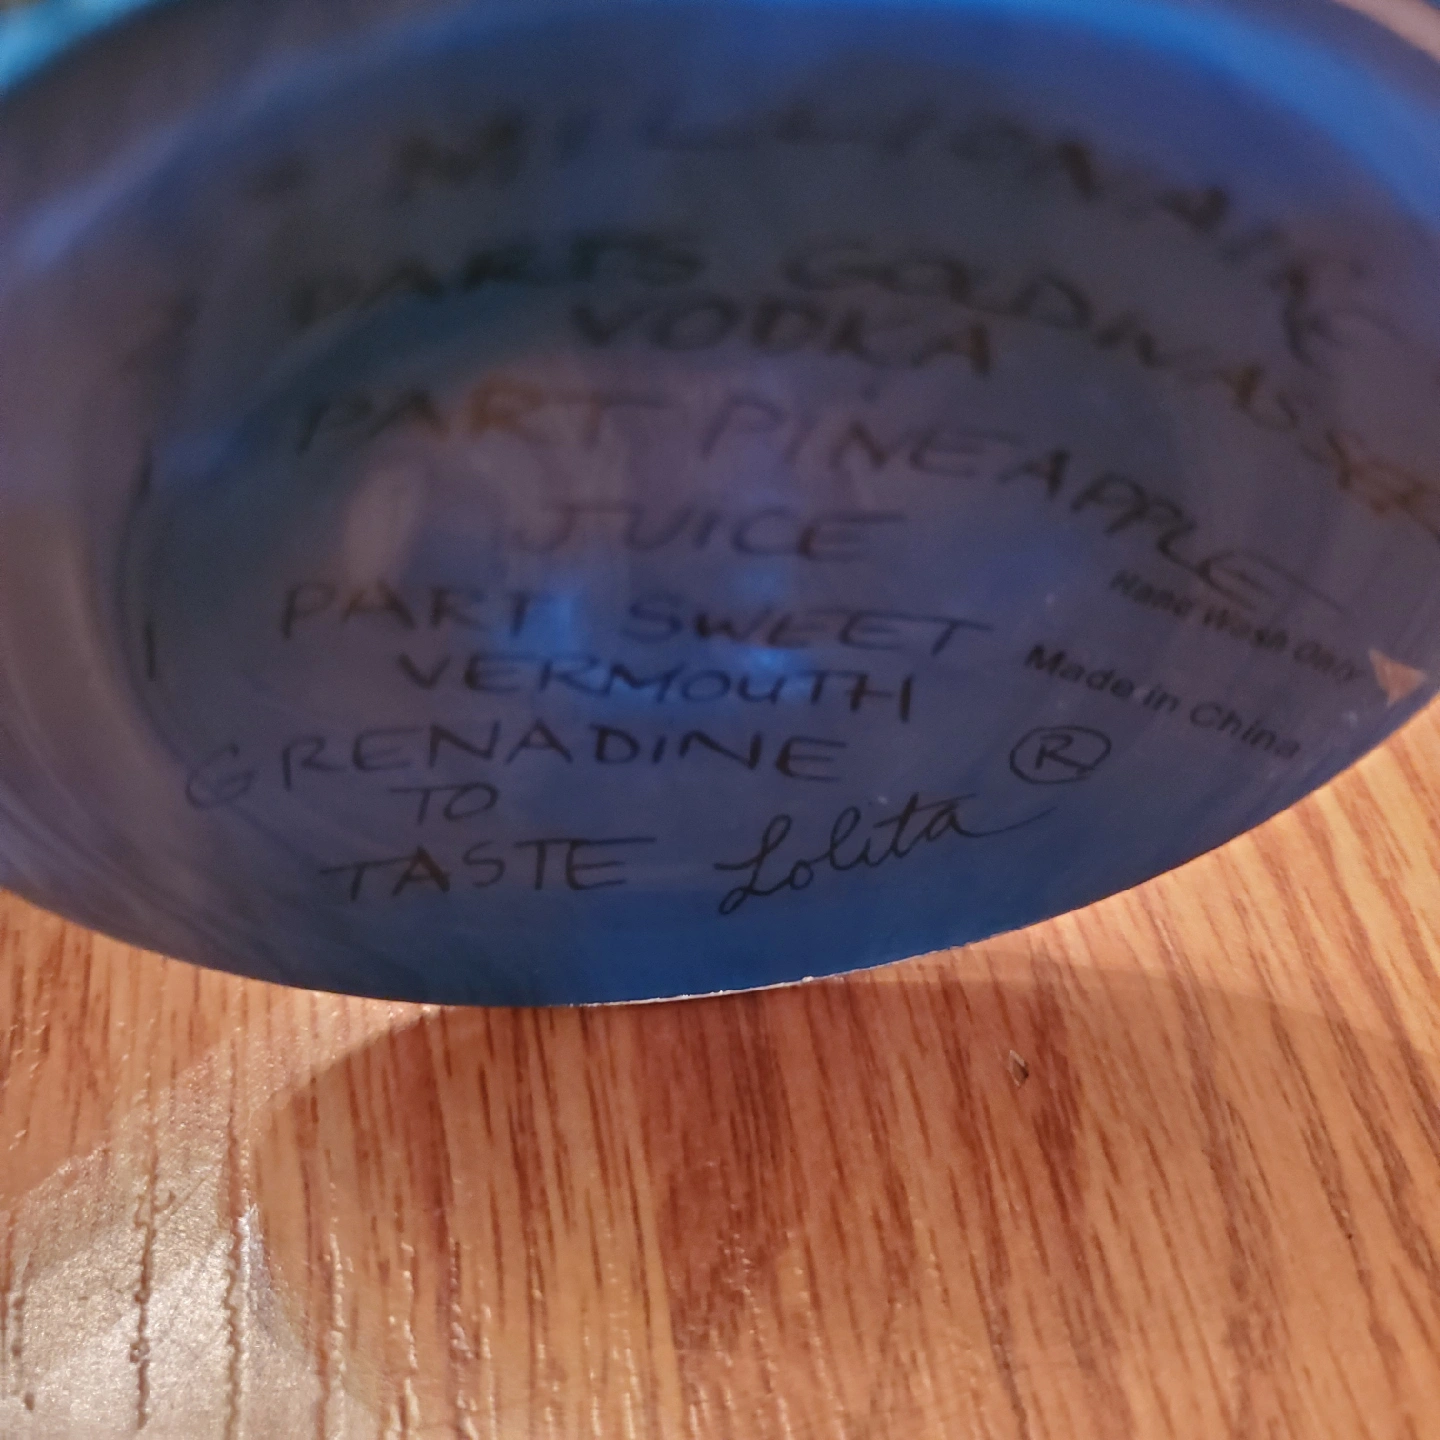 MILLIONAIRE
PARTS GOLDWASSER
VODKA
PART PINEAPPLE
JUICE
PART SWEET
VERMOUTH
GRENADINE
TO
TASTE
Lolita ®
Hand Wash Only
Made in China